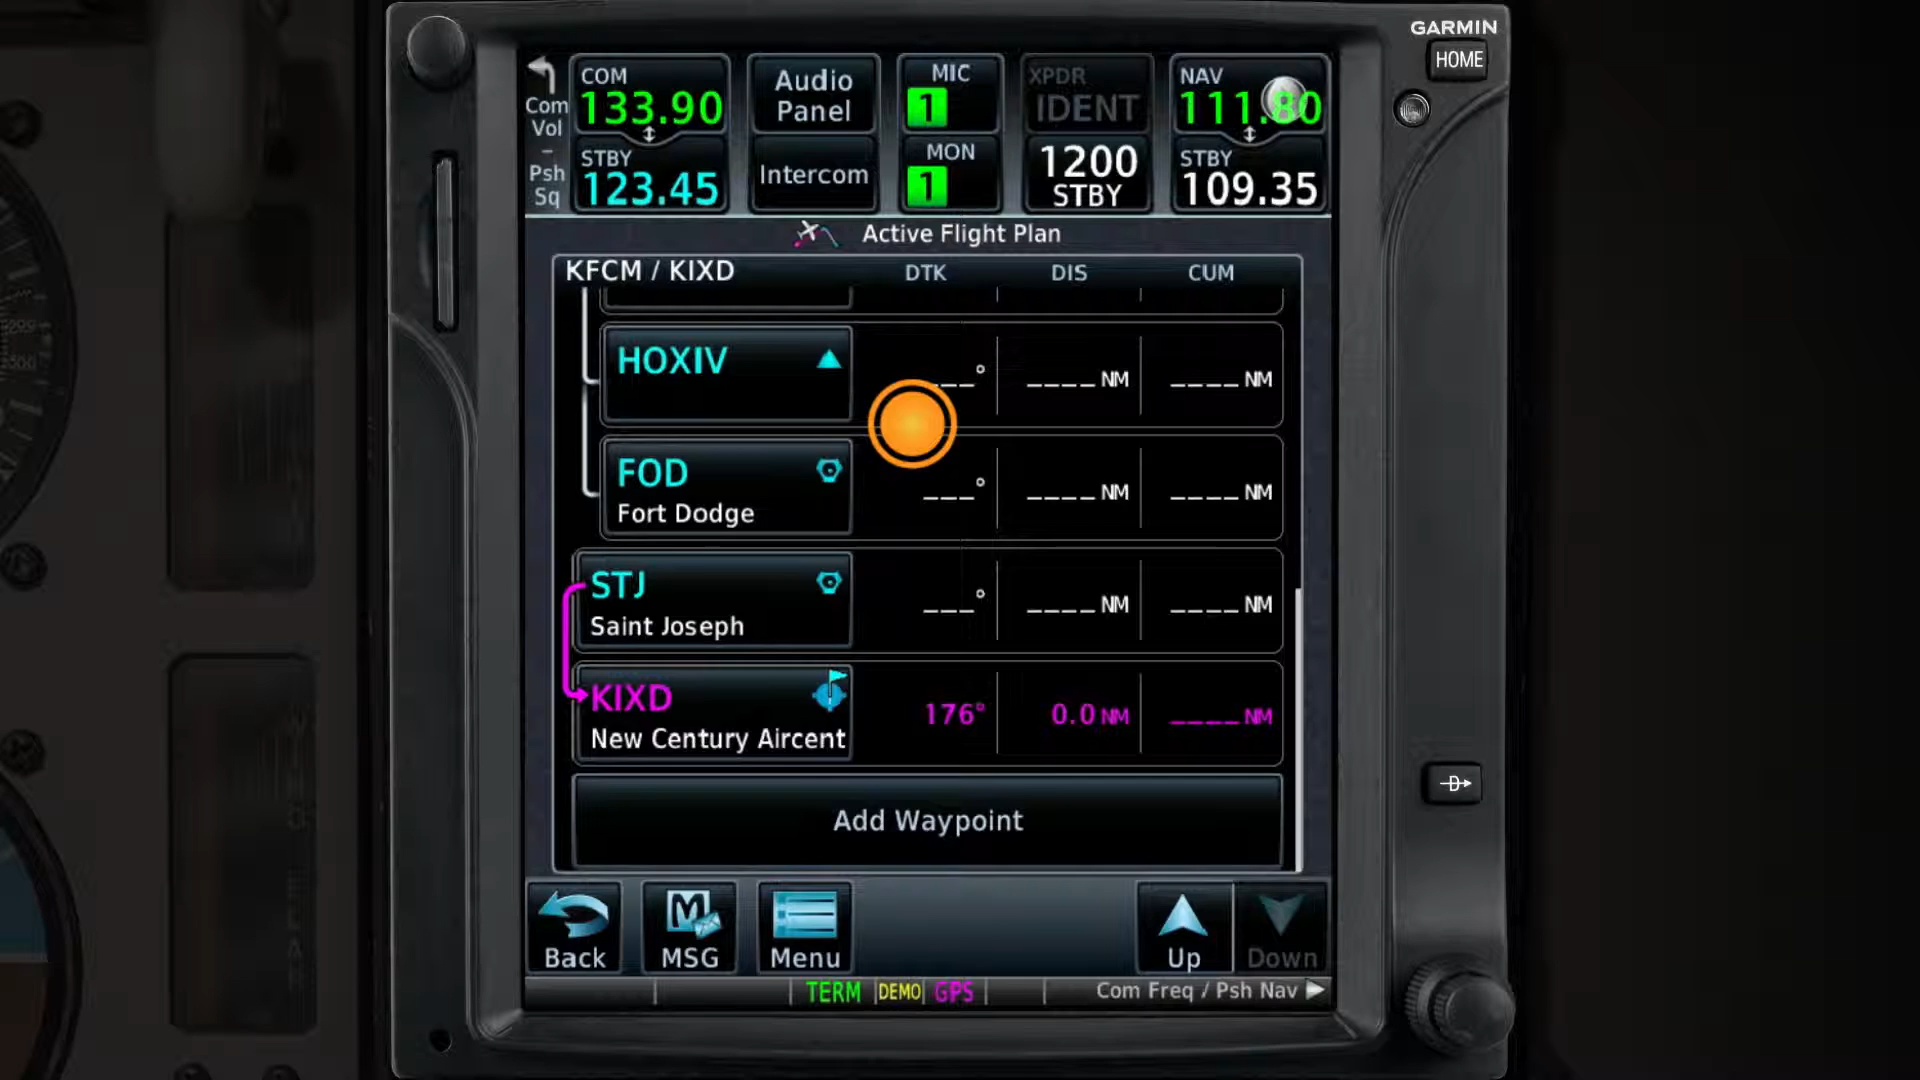 GARMIN
HOME
Com
Vol
-
Psh
Sq
COM
133.90
STBY
123.45
Audio
Panel
Intercom
MIC
1
MON
1
XPDR
IDENT
1200
STBY
NAV
111.80
STBY
109.35
Active Flight Plan
KFCM / KIXD DTK DIS CUM
HOXIV ___° ____NM ____NM
FOD
Fort Dodge ___° ____NM ____NM
STJ
Saint Joseph ___° ____NM ____NM
KIXD
New Century Aircent 176° 0.0 NM ____NM
Add Waypoint
Back
MSG
Menu
Up
Down
TERM DEMO GPS Com Freq / Psh Nav